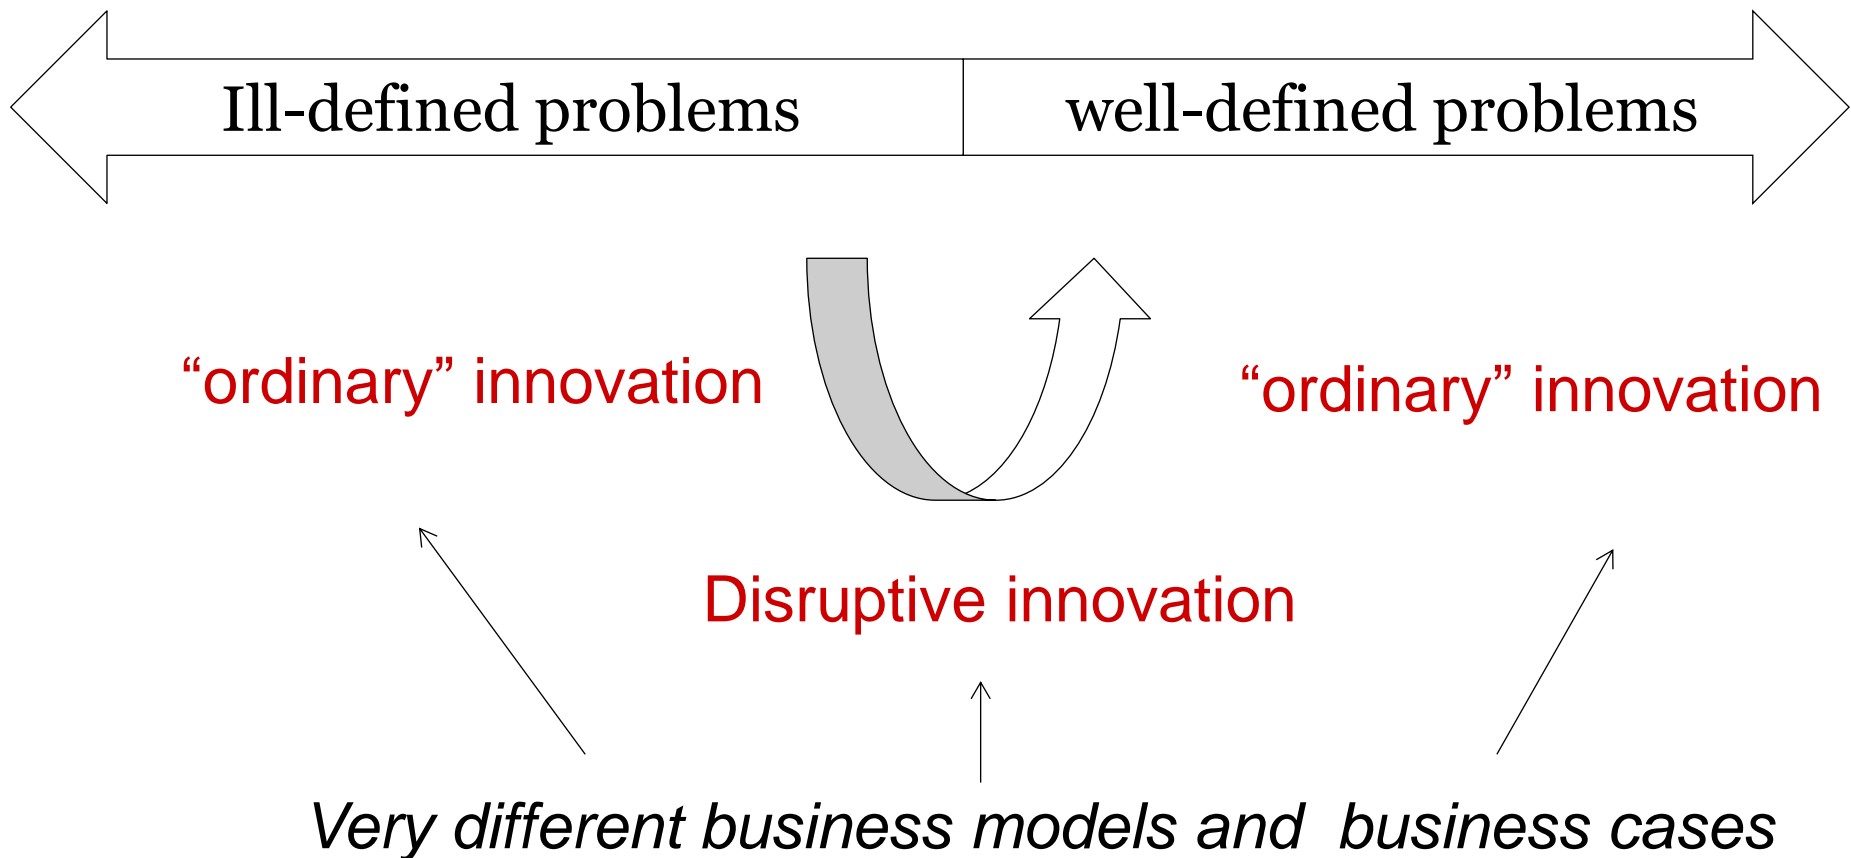 Ill-defined problems
well-defined problems
“ordinary” innovation
“ordinary” innovation
Disruptive innovation
Very different business models and  business cases